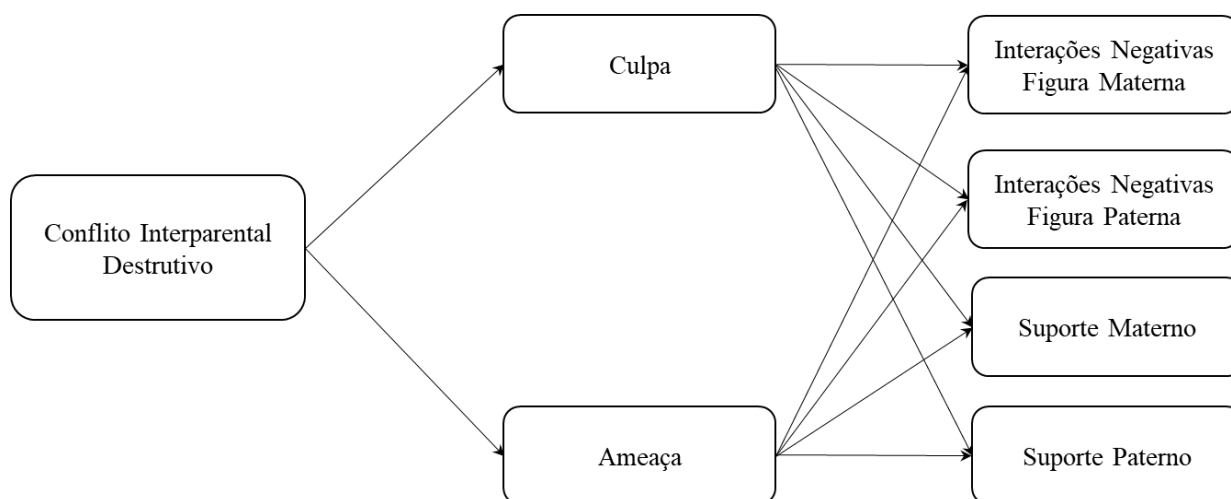 Culpa
Interações Negativas
Figura Materna
Interações Negativas
Figura Paterna
Conflito Interparental
Destrutivo
Suporte Materno
Ameaça
Suporte Paterno